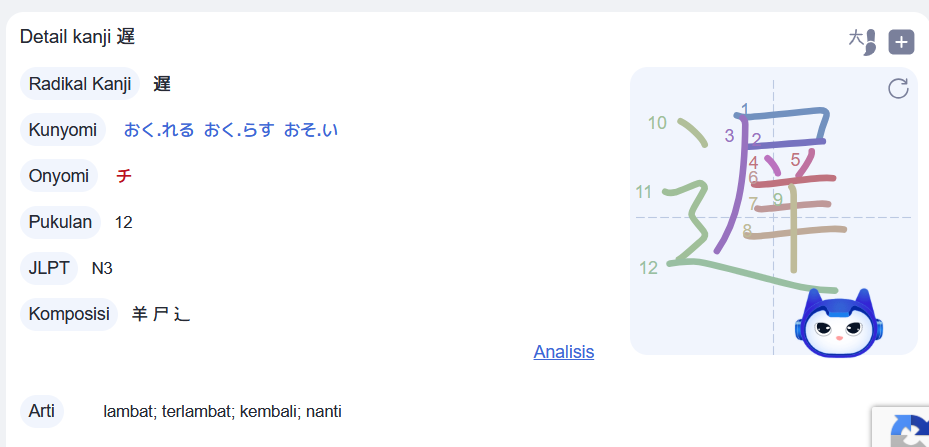 Detail kanji 遅
Radikal Kanji 遅
Kunyomi おく.れる おく.らす おそ.い
Onyomi チ
Pukulan 12
JLPT N3
Komposisi 羊 尸 辶
Analisis
Arti lambat; terlambat; kembali; nanti
大
1
10
3 2
4 5
6
11
7 9
8
12